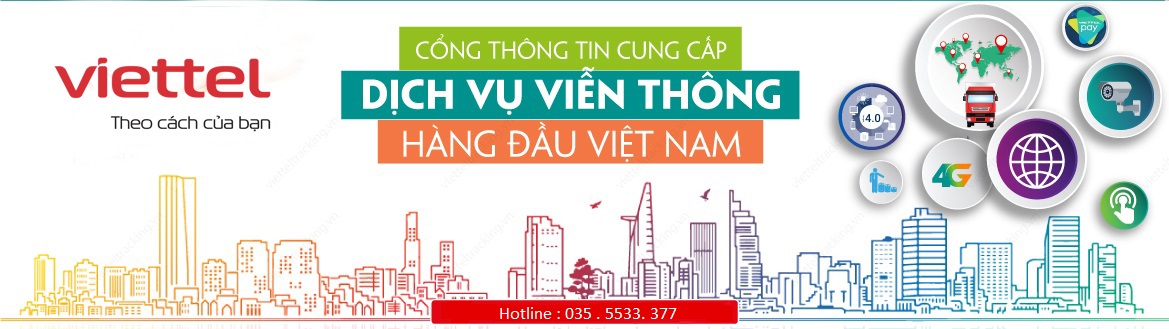 viettel
Theo cách của bạn
CỔNG THÔNG TIN CUNG CẤP
DỊCH VỤ VIỄN THÔNG
HÀNG ĐẦU VIỆT NAM
VIETTEL
pay
4.0
4G
Hotline : 035 . 5533. 377